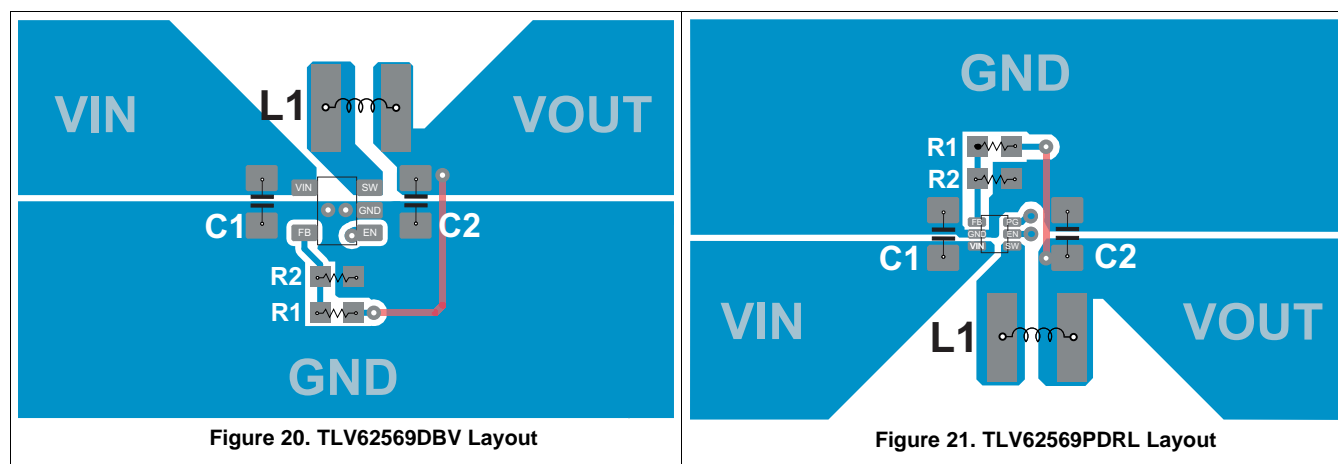 VIN
L1
VOUT
VIN
SW
GND
C1
C2
FB
EN
R2
R1
GND
Figure 20. TLV62569DBV Layout
GND
R1
R2
FB
PG
GND
EN
VIN
SW
C1
C2
VIN
L1
VOUT
Figure 21. TLV62569PDRL Layout